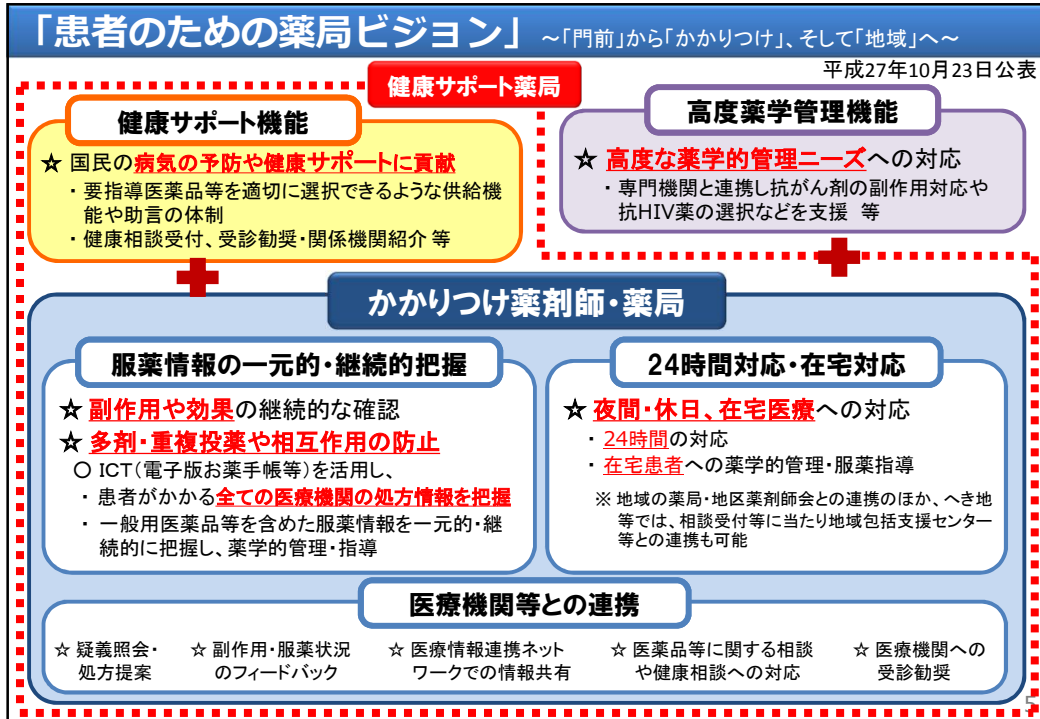 「患者のための薬局ビジョン」 ～「門前」から「かかりつけ」、そして「地域」へ～
平成27年10月23日公表
健康サポート薬局
健康サポート機能
☆ 国民の病気の予防や健康サポートに貢献
・要指導医薬品等を適切に選択できるような供給機
能や助言の体制
・健康相談受付、受診勧奨・関係機関紹介 等
高度薬学管理機能
☆ 高度な薬学的管理ニーズへの対応
・専門機関と連携し抗がん剤の副作用対応や
抗HIV薬の選択などを支援 等
かかりつけ薬剤師・薬局
服薬情報の一元的・継続的把握
☆ 副作用や効果の継続的な確認
☆ 多剤・重複投薬や相互作用の防止
○ ICT(電子版お薬手帳等)を活用し、
・患者がかかる全ての医療機関の処方情報を把握
・一般用医薬品等を含めた服薬情報を一元的・継
続的に把握し、薬学的管理・指導
24時間対応・在宅対応
☆ 夜間・休日、在宅医療への対応
・24時間の対応
・在宅患者への薬学的管理・服薬指導
※ 地域の薬局・地区薬剤師会との連携のほか、へき地
等では、相談受付等に当たり地域包括支援センター
等との連携も可能
医療機関等との連携
☆ 疑義照会・
処方提案
☆ 副作用・服薬状況
のフィードバック
☆ 医療情報連携ネット
ワークでの情報共有
☆ 医薬品等に関する相談
や健康相談への対応
☆ 医療機関への
受診勧奨
5